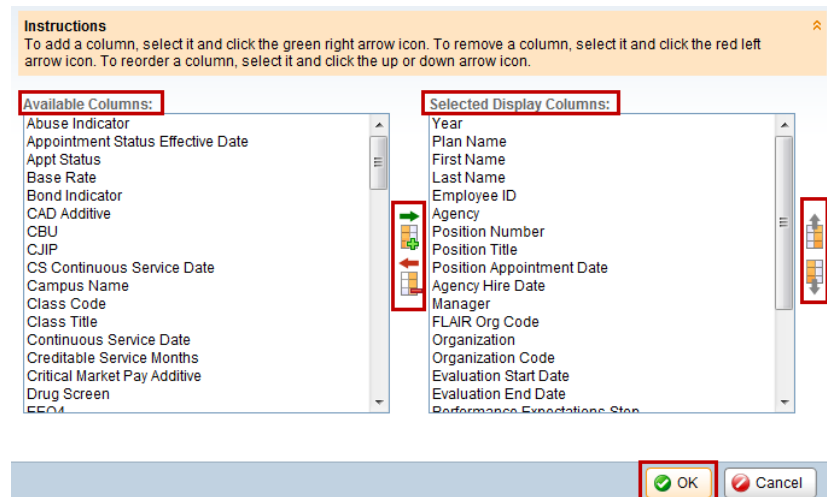 Instructions
To add a column, select it and click the green right arrow icon. To remove a column, select it and click the red left
arrow icon. To reorder a column, select it and click the up or down arrow icon.
Available Columns:
Abuse Indicator
Appointment Status Effective Date
Appt Status
Base Rate
Bond Indicator
CAD Additive
CBU
CJIP
CS Continuous Service Date
Campus Name
Class Code
Class Title
Continuous Service Date
Creditable Service Months
Critical Market Pay Additive
Drug Screen
EEO4
Selected Display Columns:
Year
Plan Name
First Name
Last Name
Employee ID
Agency
Position Number
Position Title
Position Appointment Date
Agency Hire Date
Manager
FLAIR Org Code
Organization
Organization Code
Evaluation Start Date
Evaluation End Date
Performance Expectations Step
OK
Cancel